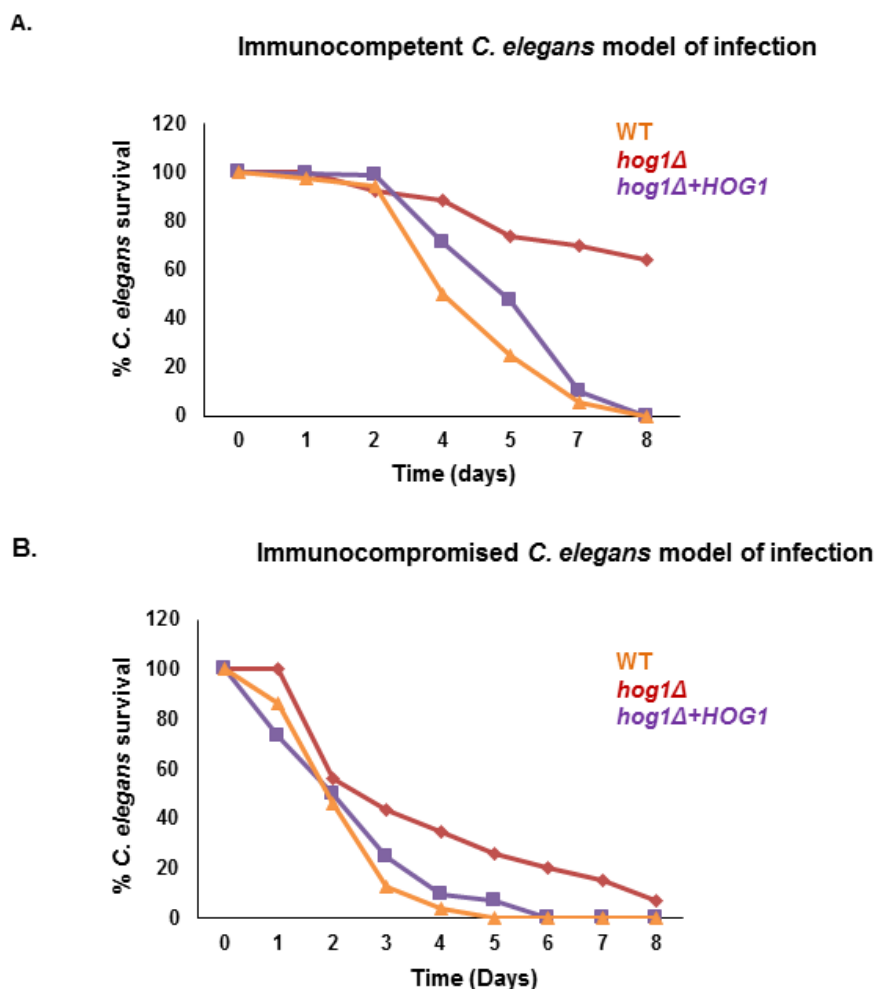 A.
Immunocompetent C. elegans model of infection
120
100
80
60
40
20
0
% C. elegans survival
WT
hog1Δ
hog1Δ+HOG1
0 1 2 4 5 7 8
Time (days)
B.
Immunocompromised C. elegans model of infection
120
100
80
60
40
20
0
% C. elegans survival
WT
hog1Δ
hog1Δ+HOG1
0 1 2 3 4 5 6 7 8
Time (Days)